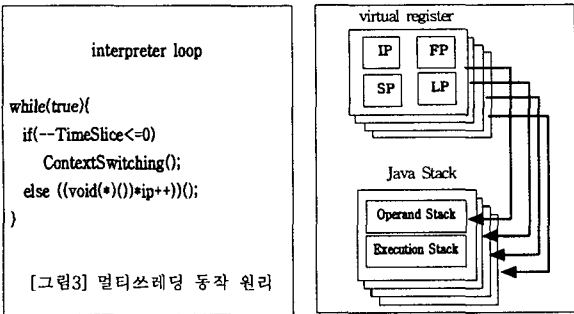 interpreter loop
while(true){
if(--TimeSlice<=0)
ContextSwitching();
else ((void(*)())*ip++))();
}
[그림3] 멀티쓰레딩 동작 원리
virtual register
IP FP
SP LP
Java Stack
Operand Stack
Execution Stack